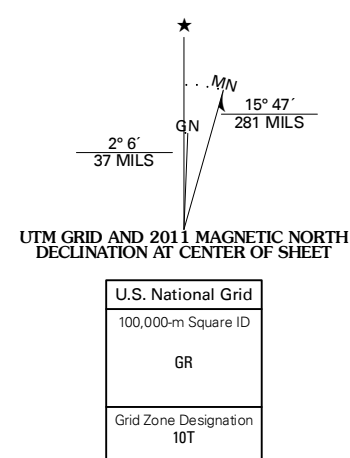 ★
MN
GN
15° 47´
281 MILS
2° 6´
37 MILS
UTM GRID AND 2011 MAGNETIC NORTH
DECLINATION AT CENTER OF SHEET
U.S. National Grid
100,000-m Square ID
GR
Grid Zone Designation
10T